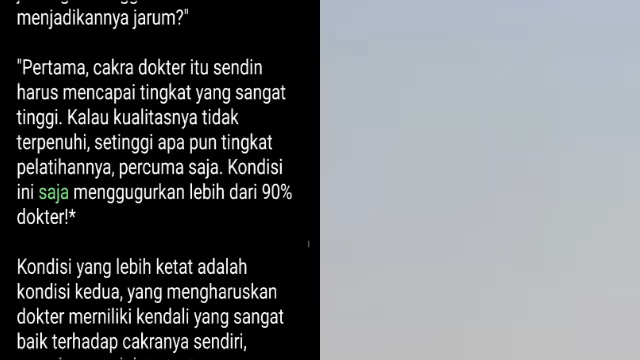 menjadikannya jarum?"
"Pertama, cakra dokter itu sendin
harus mencapai tingkat yang sangat
tinggi. Kalau kualitasnya tidak
terpenuhi, setinggi apa pun tingkat
pelatihannya, percuma saja. Kondisi
ini saja menggugurkan lebih dari 90%
dokter!*
Kondisi yang lebih ketat adalah
kondisi kedua, yang mengharuskan
dokter merniliki kendali yang sangat
baik terhadap cakranya sendiri,